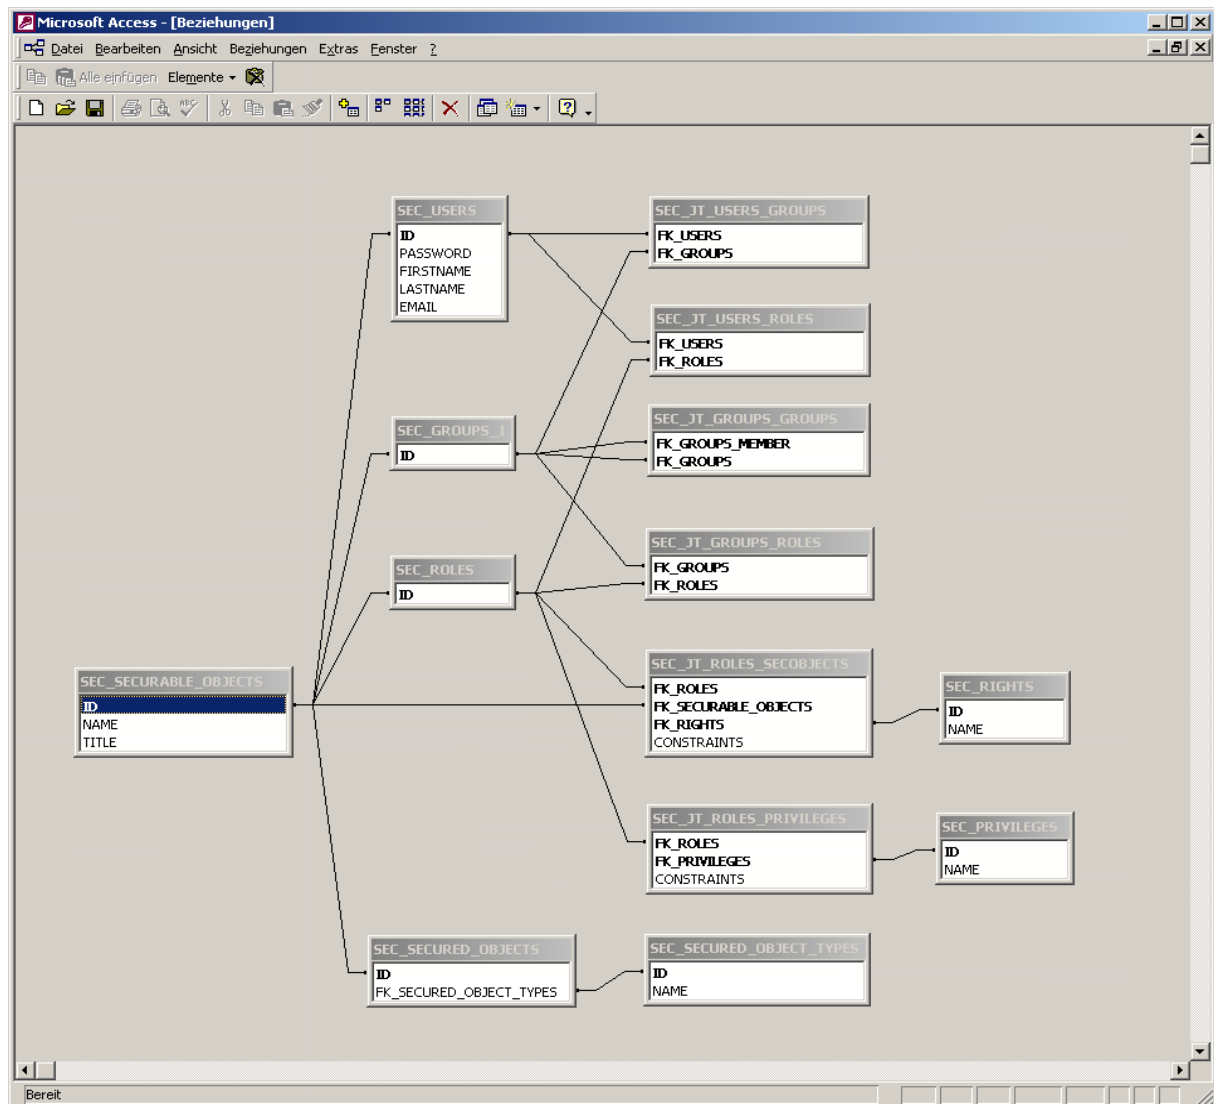 Microsoft Access - [Beziehungen]
Datei Bearbeiten Ansicht Beziehungen Extras Fenster ?
Alle einfügen Elemente
SEC_USERS
ID
PASSWORD
FIRSTNAME
LASTNAME
EMAIL
SEC_JT_USERS_GROUPS
FK_USERS
FK_GROUPS
SEC_JT_USERS_ROLES
FK_USERS
FK_ROLES
SEC_GROUPS_I
ID
SEC_JT_GROUPS_GROUPS
FK_GROUPS_MEMBER
FK_GROUPS
SEC_ROLES
ID
SEC_JT_GROUPS_ROLES
FK_GROUPS
FK_ROLES
SEC_SECURABLE_OBJECTS
ID
NAME
TITLE
SEC_JT_ROLES_SECOBJECTS
FK_ROLES
FK_SECURABLE_OBJECTS
FK_RIGHTS
CONSTRAINTS
SEC_RIGHTS
ID
NAME
SEC_JT_ROLES_PRIVILEGES
FK_ROLES
FK_PRIVILEGES
CONSTRAINTS
SEC_PRIVILEGES
ID
NAME
SEC_SECURED_OBJECTS
ID
FK_SECURED_OBJECT_TYPES
SEC_SECURED_OBJECT_TYPES
ID
NAME
Bereit